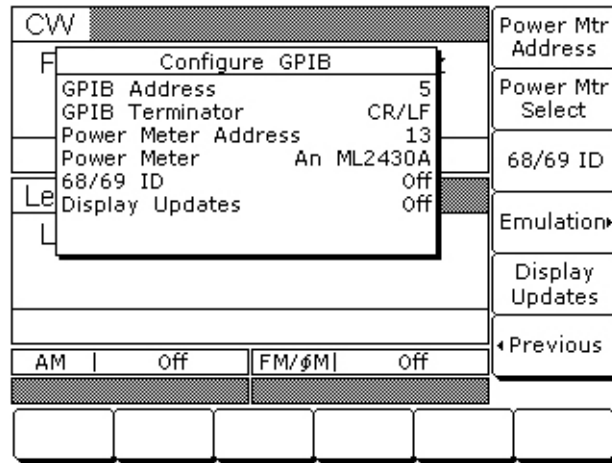 CW
F
Configure GPIB
GPIB Address 5
GPIB Terminator CR/LF
Power Meter Address 13
Power Meter An ML2430A
68/69 ID Off
Display Updates Off
Le
L
AM | Off FM/ɸM| Off
Power Mtr
Address
Power Mtr
Select
68/69 ID
Emulation▸
Display
Updates
◂Previous